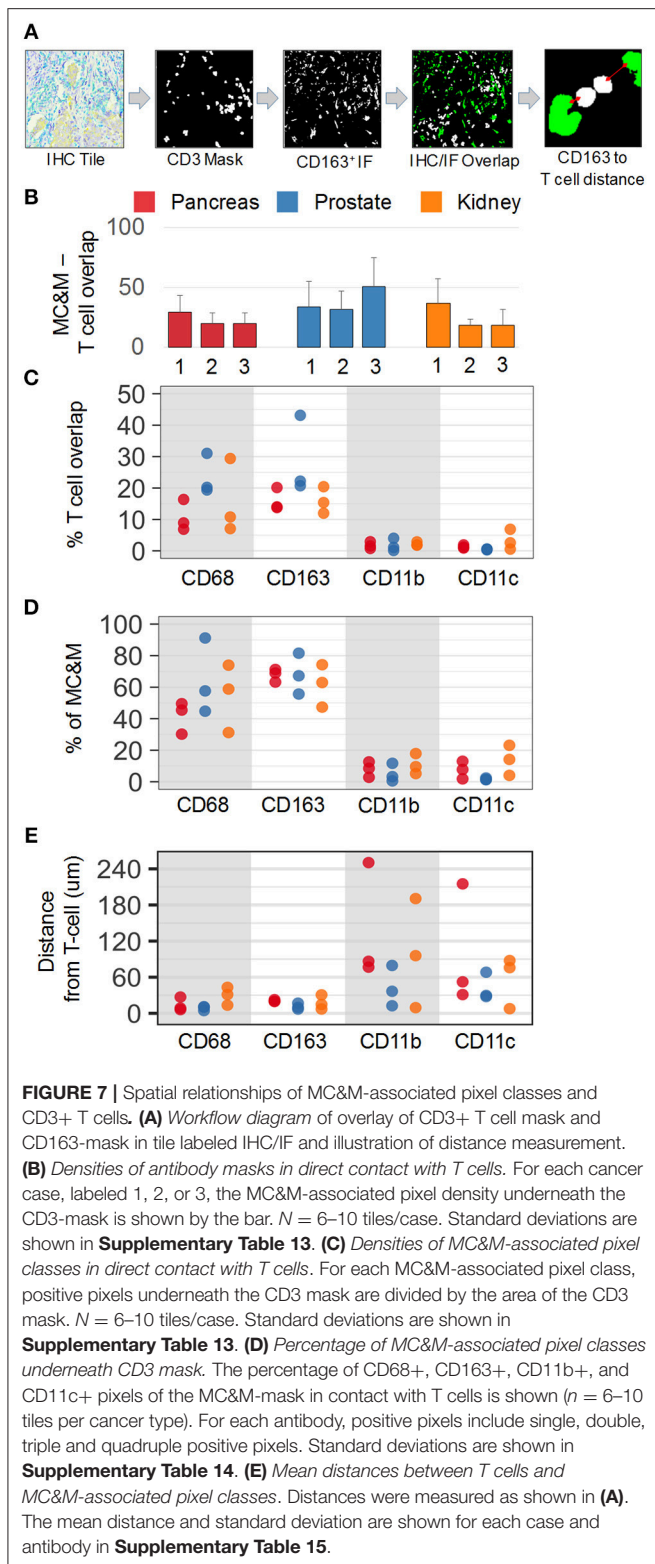 A
IHC Tile
CD3 Mask
CD163+ IF
IHC/IF Overlap
CD163 to
T cell distance
B
Pancreas Prostate Kidney
MC&M –
T cell overlap
100
50
0
1 2 3 1 2 3 1 2 3
C
% T cell overlap
50
40
30
20
10
0
CD68 CD163 CD11b CD11c
D
% of MC&M
100
80
60
40
20
0
CD68 CD163 CD11b CD11c
E
Distance
from T-cell (um)
240
180
120
60
0
CD68 CD163 CD11b CD11c
FIGURE 7 | Spatial relationships of MC&M-associated pixel classes and
CD3+ T cells. (A) Workflow diagram of overlay of CD3+ T cell mask and
CD163-mask in tile labeled IHC/IF and illustration of distance measurement.
(B) Densities of antibody masks in direct contact with T cells. For each cancer
case, labeled 1, 2, or 3, the MC&M-associated pixel density underneath the
CD3-mask is shown by the bar. N = 6–10 tiles/case. Standard deviations are
shown in Supplementary Table 13. (C) Densities of MC&M-associated pixel
classes in direct contact with T cells. For each MC&M-associated pixel class,
positive pixels underneath the CD3 mask are divided by the area of the CD3
mask. N = 6–10 tiles/case. Standard deviations are shown in
Supplementary Table 13. (D) Percentage of MC&M-associated pixel classes
underneath CD3 mask. The percentage of CD68+, CD163+, CD11b+, and
CD11c+ pixels of the MC&M-mask in contact with T cells is shown (n = 6–10
tiles per cancer type). For each antibody, positive pixels include single, double,
triple and quadruple positive pixels. Standard deviations are shown in
Supplementary Table 14. (E) Mean distances between T cells and
MC&M-associated pixel classes. Distances were measured as shown in (A).
The mean distance and standard deviation are shown for each case and
antibody in Supplementary Table 15.